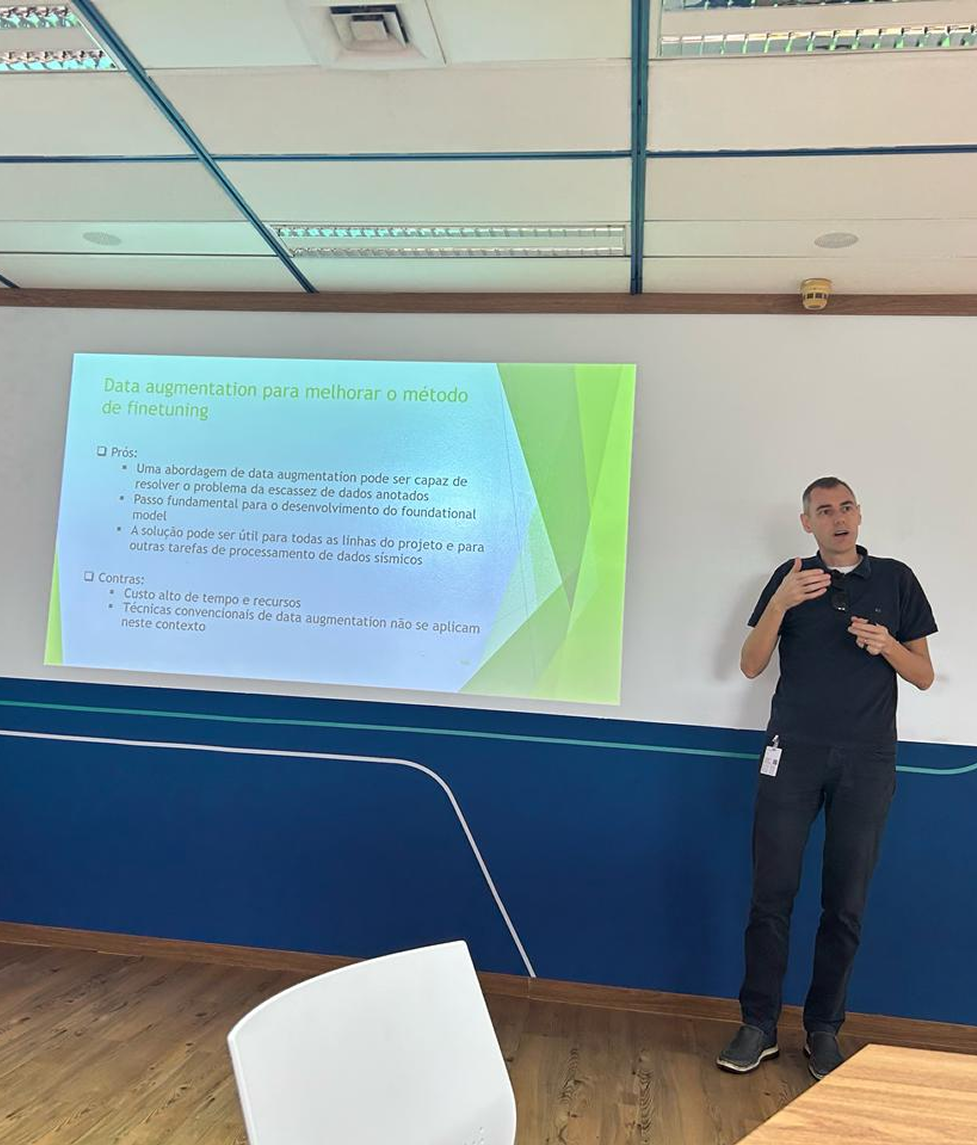 Data augmentation para melhorar o método
de finetuning
Prós:
Uma abordagem de data augmentation pode ser capaz de
resolver o problema da escassez de dados anotados
Passo fundamental para o desenvolvimento do foundational
model
A solução pode ser útil para todas as linhas do projeto e para
outras tarefas de processamento de dados sísmicos
Contras:
Custo alto de tempo e recursos
Técnicas convencionais de data augmentation não se aplicam
neste contexto